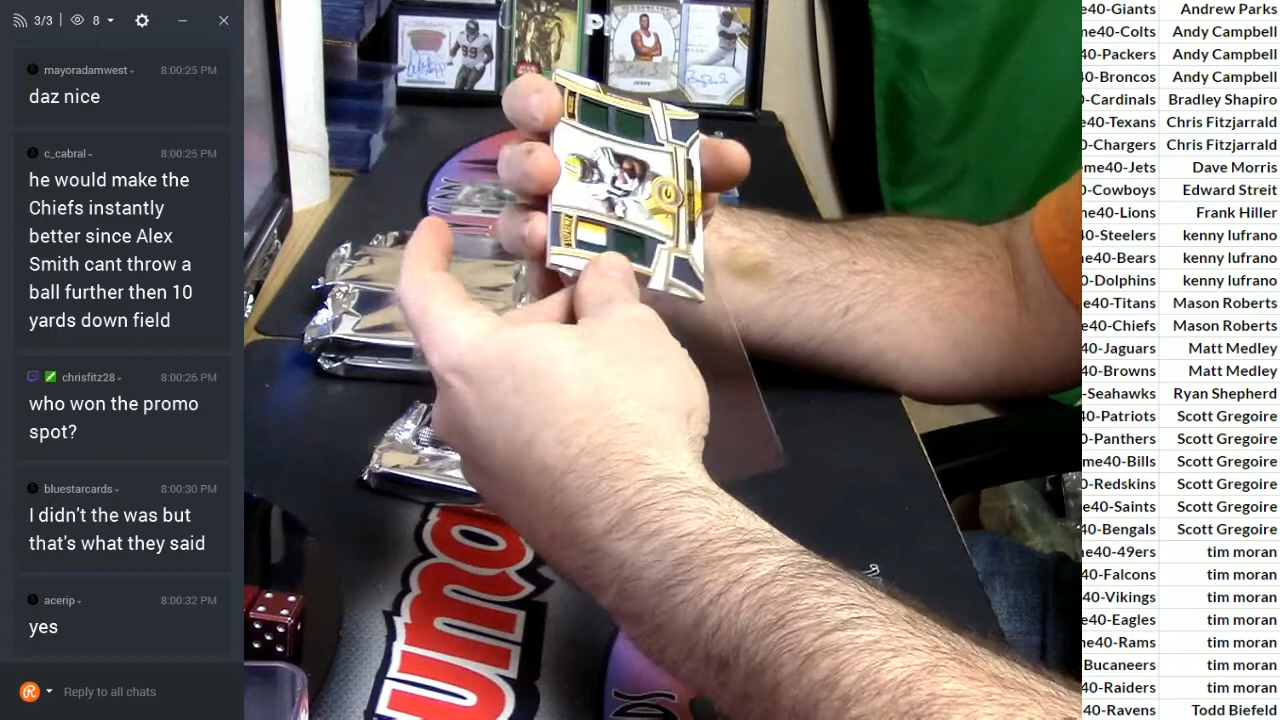 3/3 8
mayoradamwest 8:00:25 PM
daz nice
c_cabral 8:00:25 PM
he would make the
Chiefs instantly
better since Alex
Smith cant throw a
ball further then 10
yards down field
chrisfitz28 8:00:26 PM
who won the promo
spot?
bluestarcards 8:00:30 PM
I didn't the was but
that's what they said
acerip 8:00:32 PM
yes
Reply to all chats
e40-Giants Andrew Parks
ne40-Colts Andy Campbell
40-Packers Andy Campbell
0-Broncos Andy Campbell
-Cardinals Bradley Shapiro
40-Texans Chris Fitzjarrald
0-Chargers Chris Fitzjarrald
eme40-Jets Dave Morris
0-Cowboys Edward Streit
ne40-Lions Frank Hiller
0-Steelers kenny lufrano
e40-Bears kenny lufrano
0-Dolphins kenny lufrano
e40-Titans Mason Roberts
e40-Chiefs Mason Roberts
40-Jaguars Matt Medley
40-Browns Matt Medley
-Seahawks Ryan Shepherd
40-Patriots Scott Gregoire
0-Panthers Scott Gregoire
me40-Bills Scott Gregoire
0-Redskins Scott Gregoire
e40-Saints Scott Gregoire
40-Bengals Scott Gregoire
ne40-49ers tim moran
40-Falcons tim moran
40-Vikings tim moran
e40-Eagles tim moran
me40-Rams tim moran
-Bucaneers tim moran
40-Raiders tim moran
40-Ravens Todd Biefeld
G